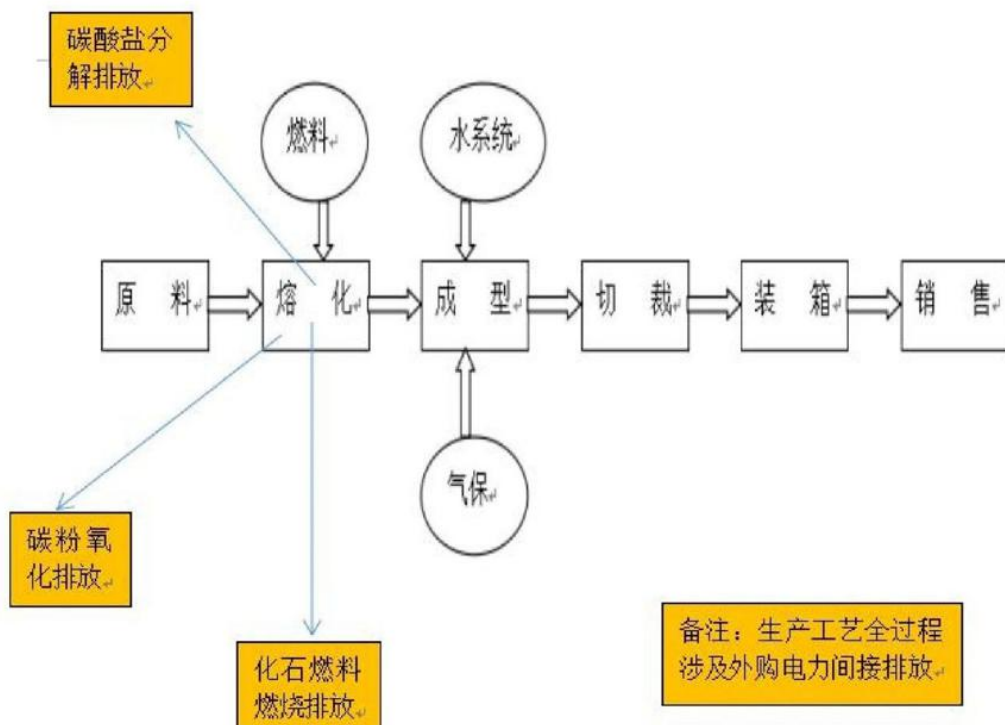 碳酸盐分
解排放
燃料
水系统
原 料
熔 化
成 型
切 裁
装 箱
销 售
气保
碳粉氧
化排放
化石燃料
燃烧排放
备注：生产工艺全过程
涉及外购电力间接排放